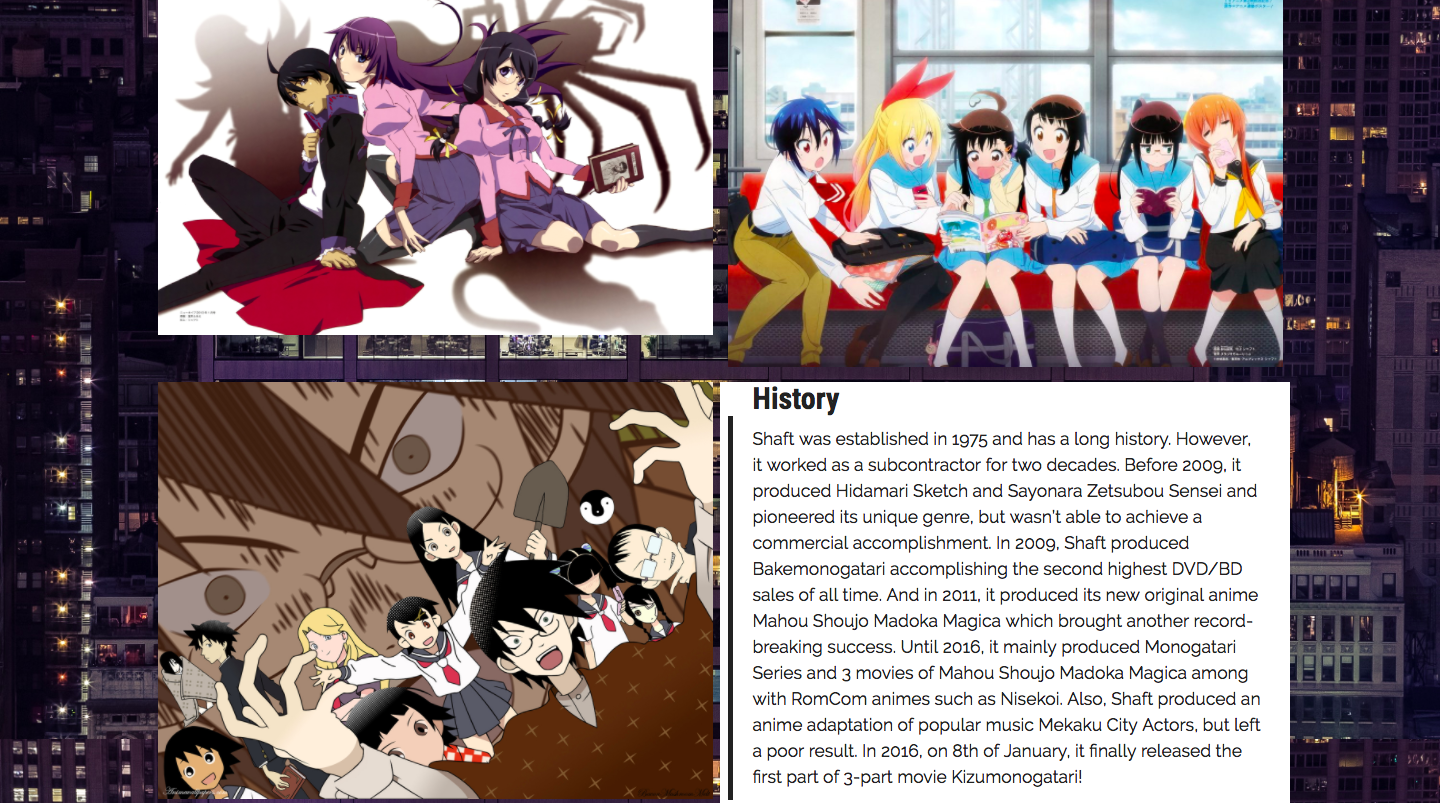 History
Shaft was established in 1975 and has a long history. However,
it worked as a subcontractor for two decades. Before 2009, it
produced Hidamari Sketch and Sayonara Zetsubou Sensei and
pioneered its unique genre, but wasn't able to achieve a
commercial accomplishment. In 2009, Shaft produced
Bakemonogatari accomplishing the second highest DVD/BD
sales of all time. And in 2011, it produced its new original anime
Mahou Shoujo Madoka Magica which brought another record-
breaking success. Until 2016, it mainly produced Monogatari
Series and 3 movies of Mahou Shoujo Madoka Magica among
with RomCom animes such as Nisekoi. Also, Shaft produced an
anime adaptation of popular music Mekaku City Actors, but left
a poor result. In 2016, on 8th of January, it finally released the
first part of 3-part movie Kizumonogatari!